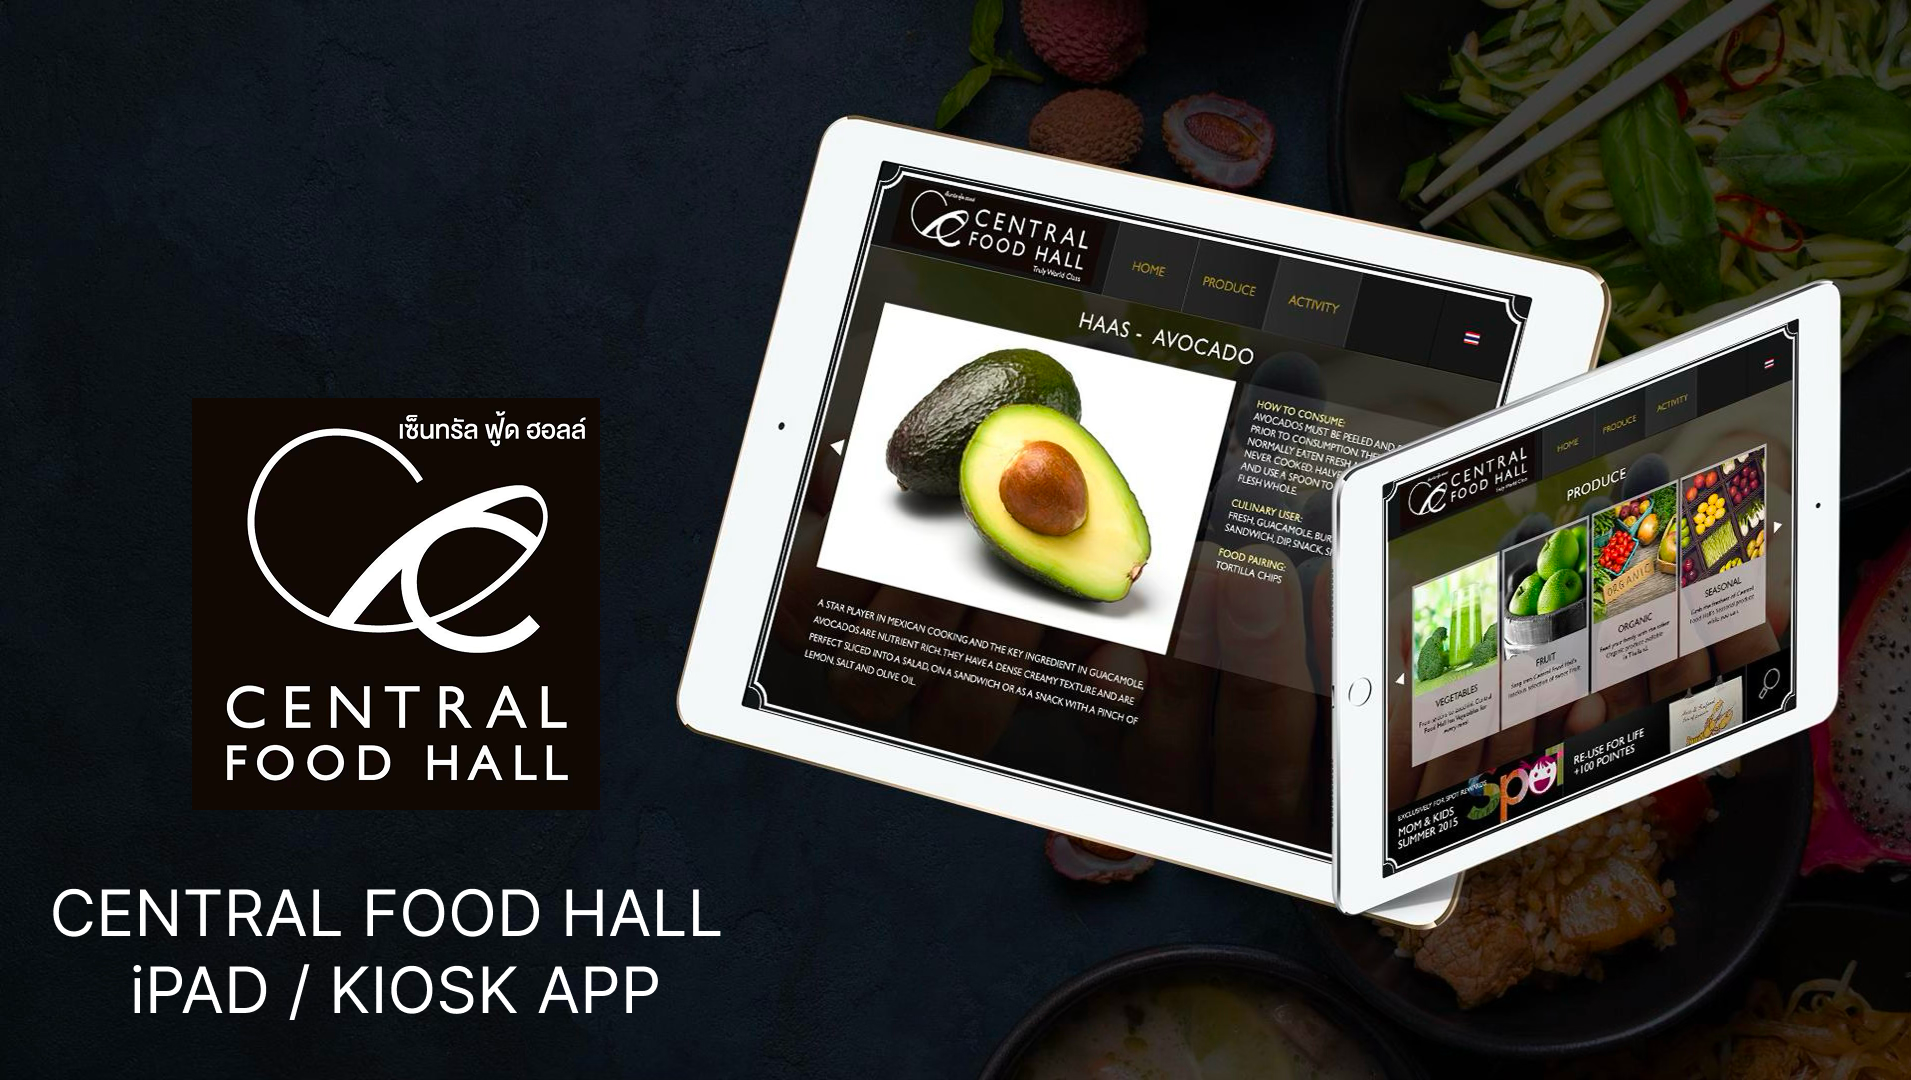 เซ็นทรัล ฟู้ด ฮอลล์
CENTRAL
FOOD HALL
CENTRAL FOOD HALL
iPAD / KIOSK APP
CENTRAL
FOOD HALL
Truly World Class
HOME
PRODUCE
ACTIVITY
HAAS - AVOCADO
HOW TO CONSUME:
AVOCADOS MUST BE PEELED AND
PRIOR TO CONSUMPTION.
NORMALLY EATEN FRESH
NEVER COOKED.
AND USE A SPOON TO
FLESH WHOLE.
CULINARY USER:
FRESH, GUACAMOLE,
SANDWICH, DIP, SNACK,
FOOD PAIRING:
TORTILLA CHIPS
A STAR PLAYER IN MEXICAN COOKING AND THE KEY INGREDIENT IN GUACAMOLE,
AVOCADOS ARE NUTRIENT RICH. THEY HAVE A DENSE CREAMY TEXTURE AND ARE
PERFECT SLICED INTO A SALAD, ON A SANDWICH OR AS A SNACK WITH A PINCH OF
LEMON, SALT AND OLIVE OIL.
CENTRAL
FOOD HALL
HOME
PRODUCE
ACTIVITY
PRODUCE
VEGETABLES
FRUIT
ORGANIC
ORGANIC
SEASONAL
EXCLUSIVELY FOR SPOT REWARDS
MOM & KIDS
SUMMER 2015
Spot
RE-USE FOR LIFE
+100 POINTES